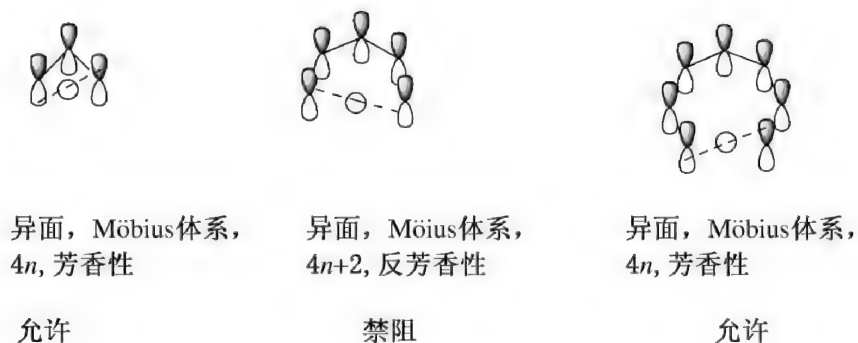 异面，Möbius体系，
4n, 芳香性
允许
异面，Möius体系，
4n+2, 反芳香性
禁阻
异面，Möbius体系，
4n, 芳香性
允许